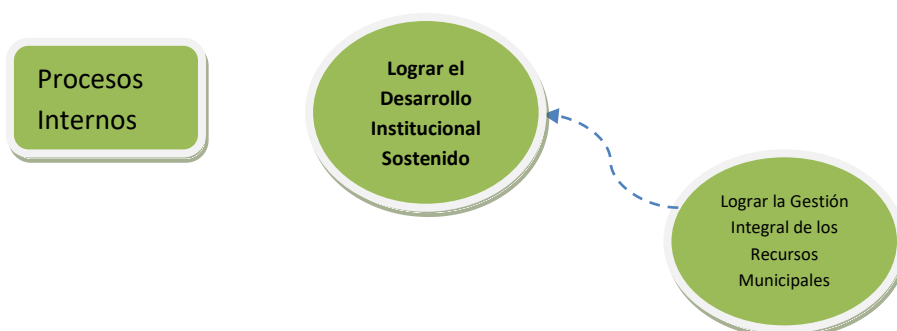 Procesos
Internos
Lograr el
Desarrollo
Institucional
Sostenido
Lograr la Gestión
Integral de los
Recursos
Municipales